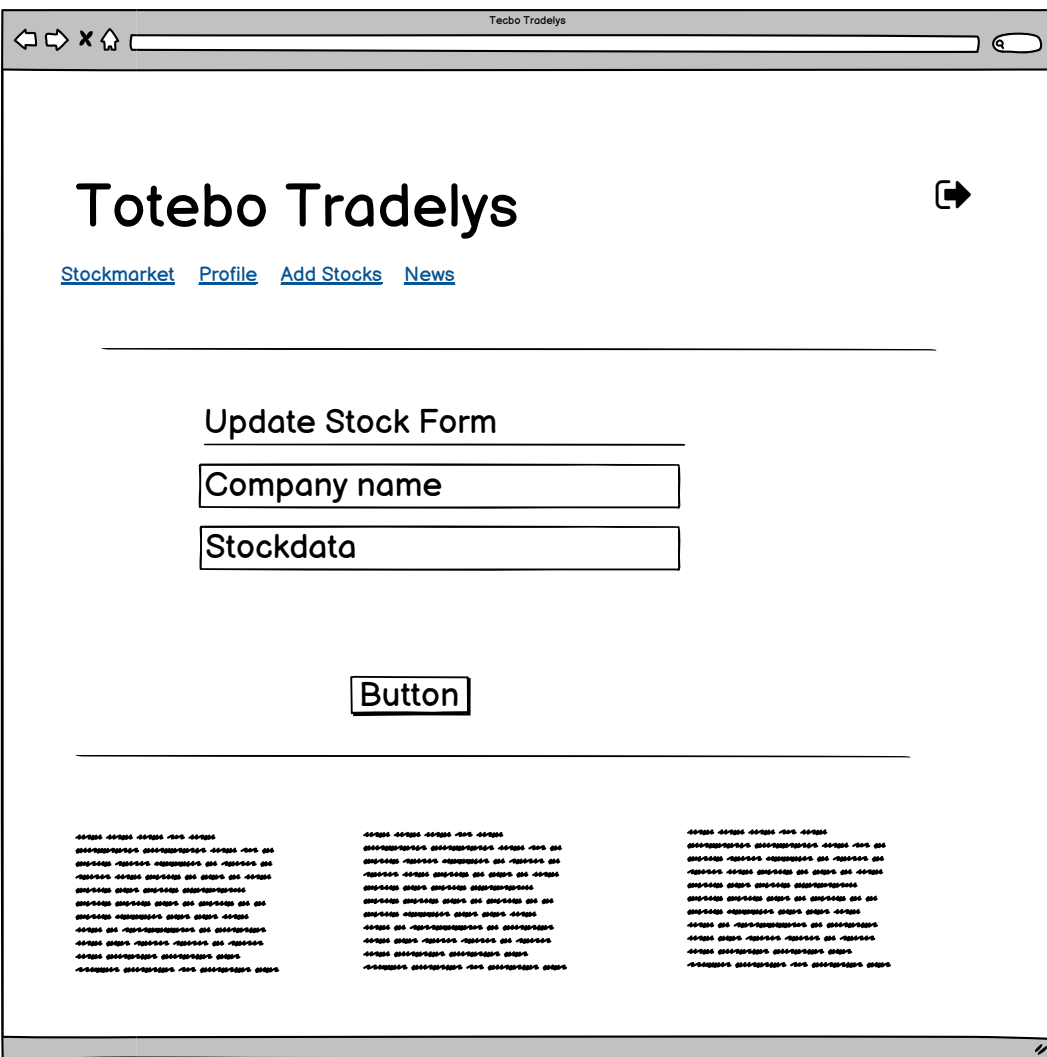 Tecbo Tradelys
Totebo Tradelys
Stockmarket Profile Add Stocks News
Update Stock Form
Company name
Stockdata
Button